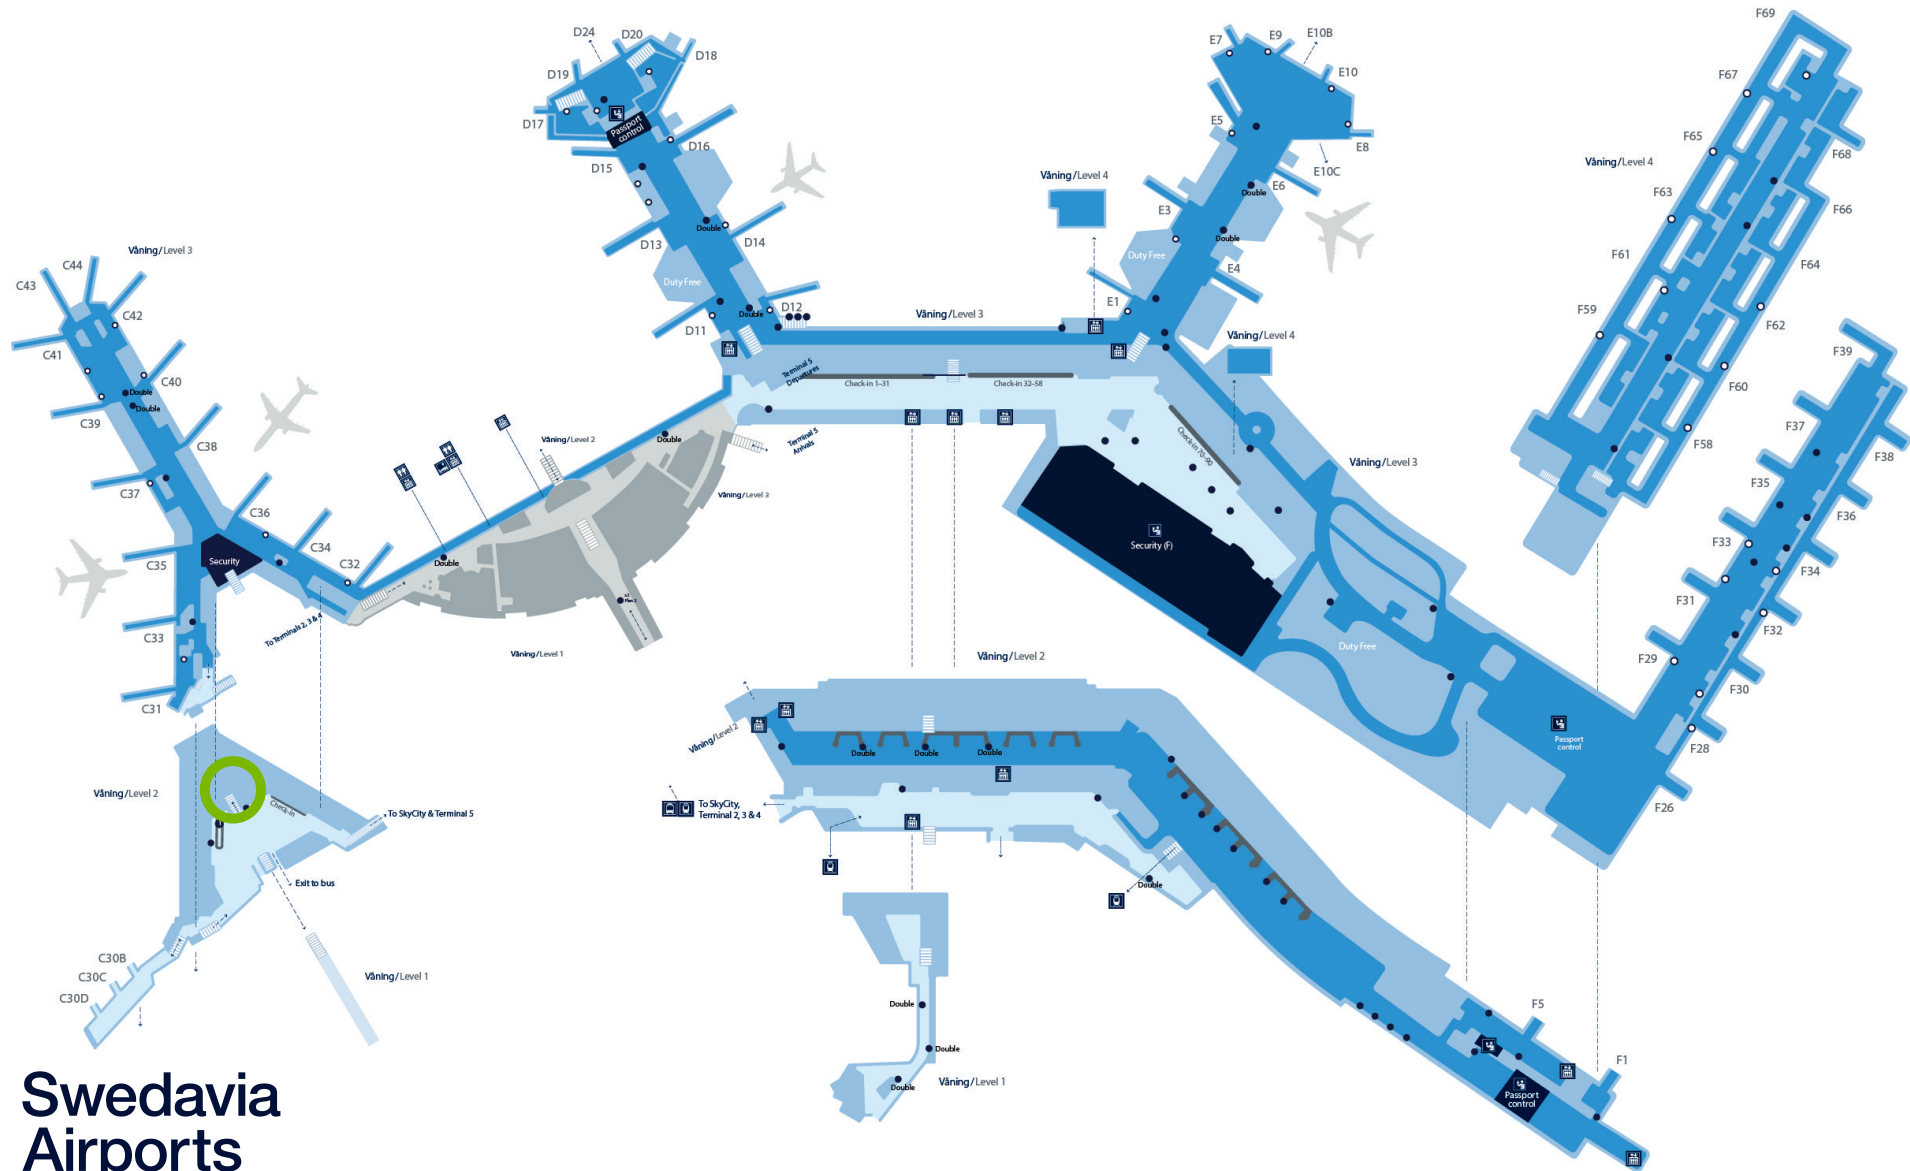 D24
D20
D18
D19
D17
Passport
control
D16
D15
D13
D14
Duty Free
Double
D12
D11
Double
E7
E9
E10B
E10
E5
E8
E10C
E6
Double
E3
Double
Duty Free
E4
E1
Våning/Level 4
Våning/Level 3
Våning/Level 4
F69
F67
F65
F68
Våning/Level 4
F63
F66
F61
F64
F59
F62
F60
F58
F39
F37
F38
F35
F36
F33
F34
F31
F32
F29
F30
F28
F26
Våning/Level 3
C44
C43
C42
C41
C40
Double
Double
C39
C38
C37
C36
C35
C34
C32
Security
C33
C31
To Terminals 2, 3 & 4
Våning/Level 2
Double
Double
Våning/Level 3
Våning/Level 1
Terminal 5
Departures
Terminal 5
Arrivals
Check-in 1–31
Check-in 32–58
Check-in 70–90
Våning/Level 3
Security (F)
Duty Free
Passport
control
Våning/Level 2
Check-in
To SkyCity & Terminal 5
Exit to bus
C30B
C30C
C30D
Våning/Level 1
Våning/Level 2
Våning/Level 2
Double
Double
Double
To SkyCity,
Terminal 2, 3 & 4
Double
Double
Double
Double
Våning/Level 1
F5
F1
Passport
control
Swedavia
Airports